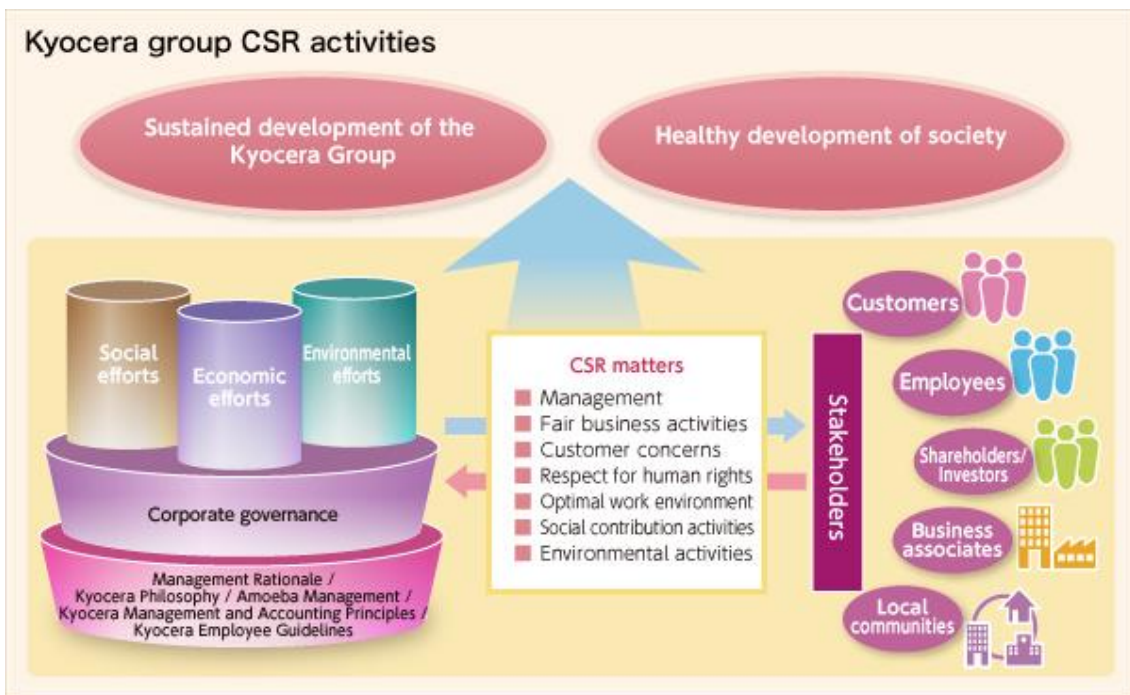 Kyocera group CSR activities
Sustained development of the
Kyocera Group
Healthy development of society
Social
efforts
Economic
efforts
Environmental
efforts
Corporate governance
Management Rationale /
Kyocera Philosophy / Amoeba Management /
Kyocera Management and Accounting Principles /
Kyocera Employee Guidelines
CSR matters
Management
Fair business activities
Customer concerns
Respect for human rights
Optimal work environment
Social contribution activities
Environmental activities
Stakeholders
Customers
Employees
Shareholders/
Investors
Business
associates
Local
communities